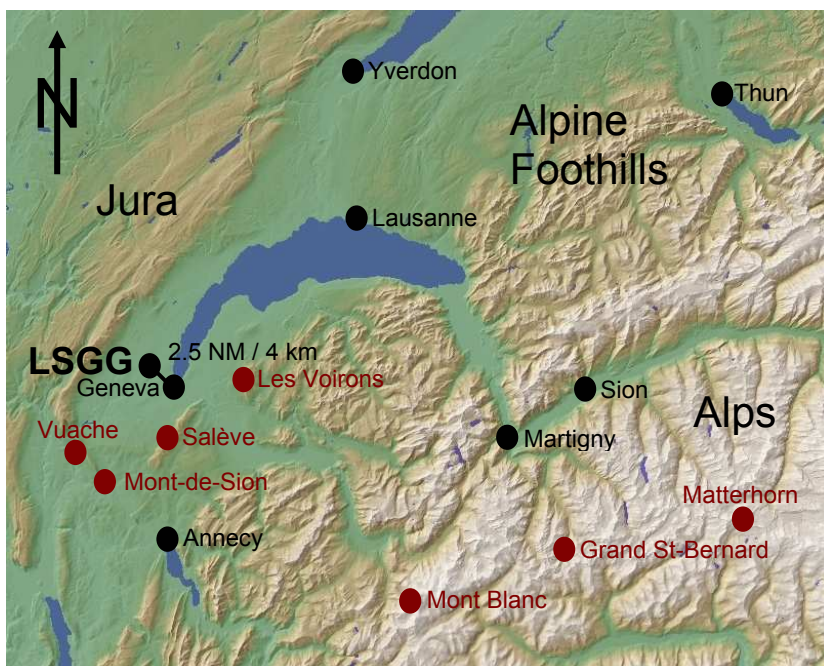 N
Yverdon
Thun
Alpine
Foothills
Jura
Lausanne
LSGG
2.5 NM / 4 km
Geneva
Les Voirons
Sion
Alps
Vuache
Salève
Martigny
Mont-de-Sion
Matterhorn
Annecy
Grand St-Bernard
Mont Blanc